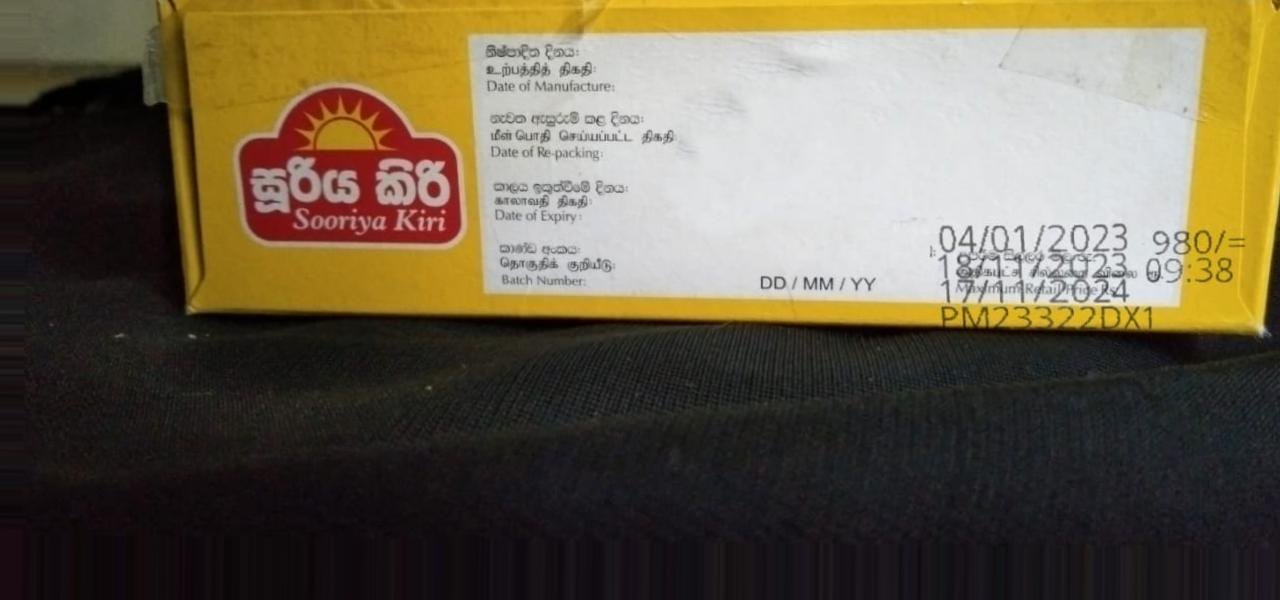 සූරිය කිරි
Sooriya Kiri
නිෂ්පාදිත දිනය:
உற்பத்தித் திகதி:
Date of Manufacture:
නැවත ඇසුරුම් කළ දිනය:
மீள் பொதி செய்யப்பட்ட திகதி:
Date of Re-packing:
කාලය ඉකුත්වීමේ දිනය:
காலாவதி திகதி:
Date of Expiry:
කාණ්ඩ අංකය:
தொகுதிக் குறியீடு:
Batch Number:
DD / MM / YY
04/01/2023 980/=
18/11/2023 09:38
Maximum Retail Price Rs.
17/11/2024
PM23322DX1